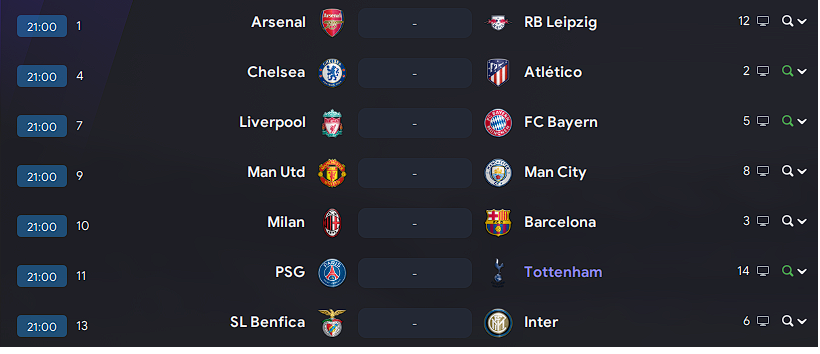 21:00 1 Arsenal - RB Leipzig 12
21:00 4 Chelsea - Atlético 2
21:00 7 Liverpool - FC Bayern 5
21:00 9 Man Utd - Man City 8
21:00 10 Milan - Barcelona 3
21:00 11 PSG - Tottenham 14
21:00 13 SL Benfica - Inter 6